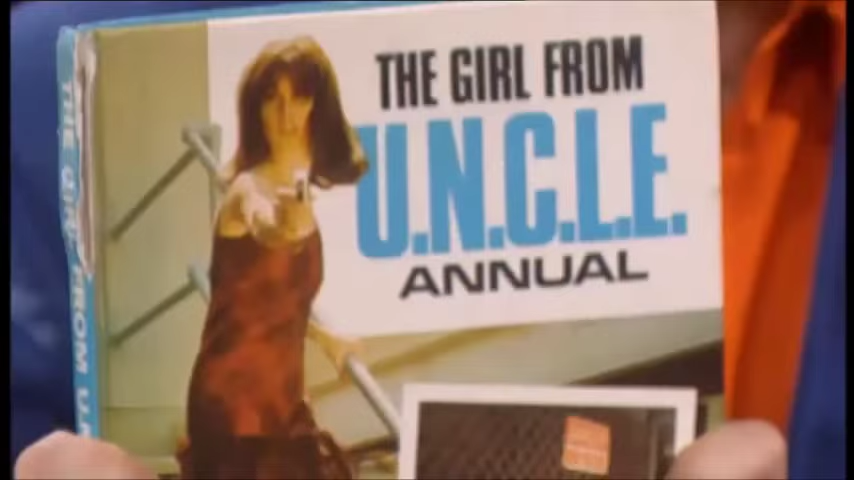 THE GIRL FROM
U.N.C.L.E.
ANNUAL
THE GIRL FROM U.N